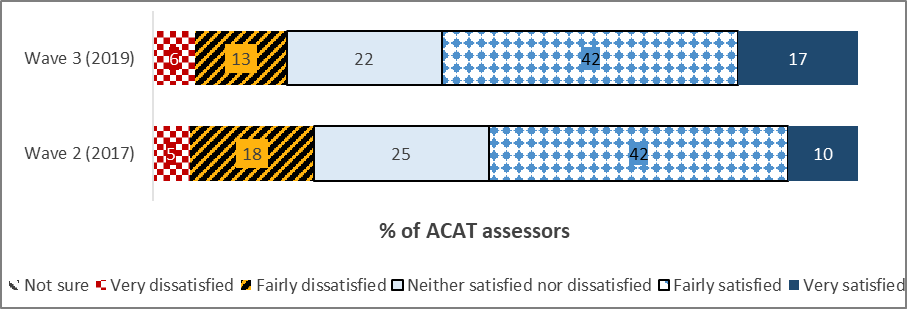 Wave 3 (2019) 6 13 22 42 17
Wave 2 (2017) 5 18 25 42 10
% of ACAT assessors
Not sure Very dissatisfied Fairly dissatisfied Neither satisfied nor dissatisfied Fairly satisfied Very satisfied